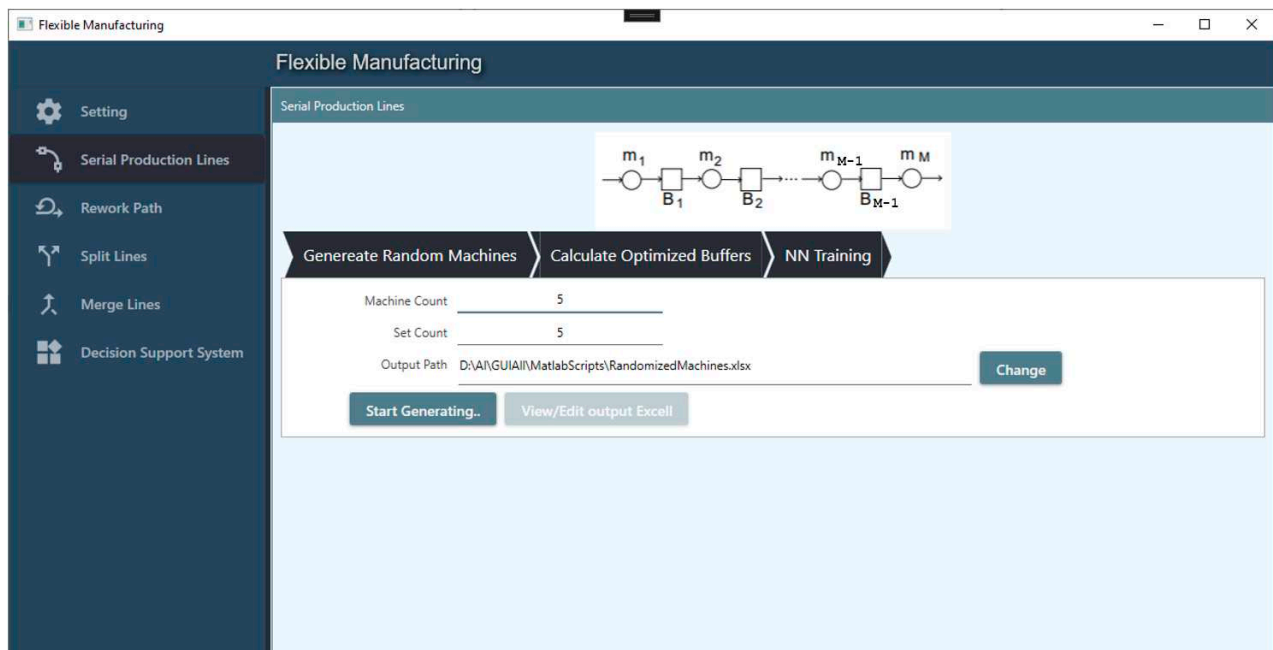 Flexible Manufacturing
Flexible Manufacturing
Setting
Serial Production Lines
Rework Path
Split Lines
Merge Lines
Decision Support System
Serial Production Lines
m1 m2 mM-1 mM
B1 B2 BM-1
Genereate Random Machines
Calculate Optimized Buffers
NN Training
Machine Count 5
Set Count 5
Output Path D:\AI\GUIAII\MatlabScripts\RandomizedMachines.xlsx
Change
Start Generating..
View/Edit output Excell